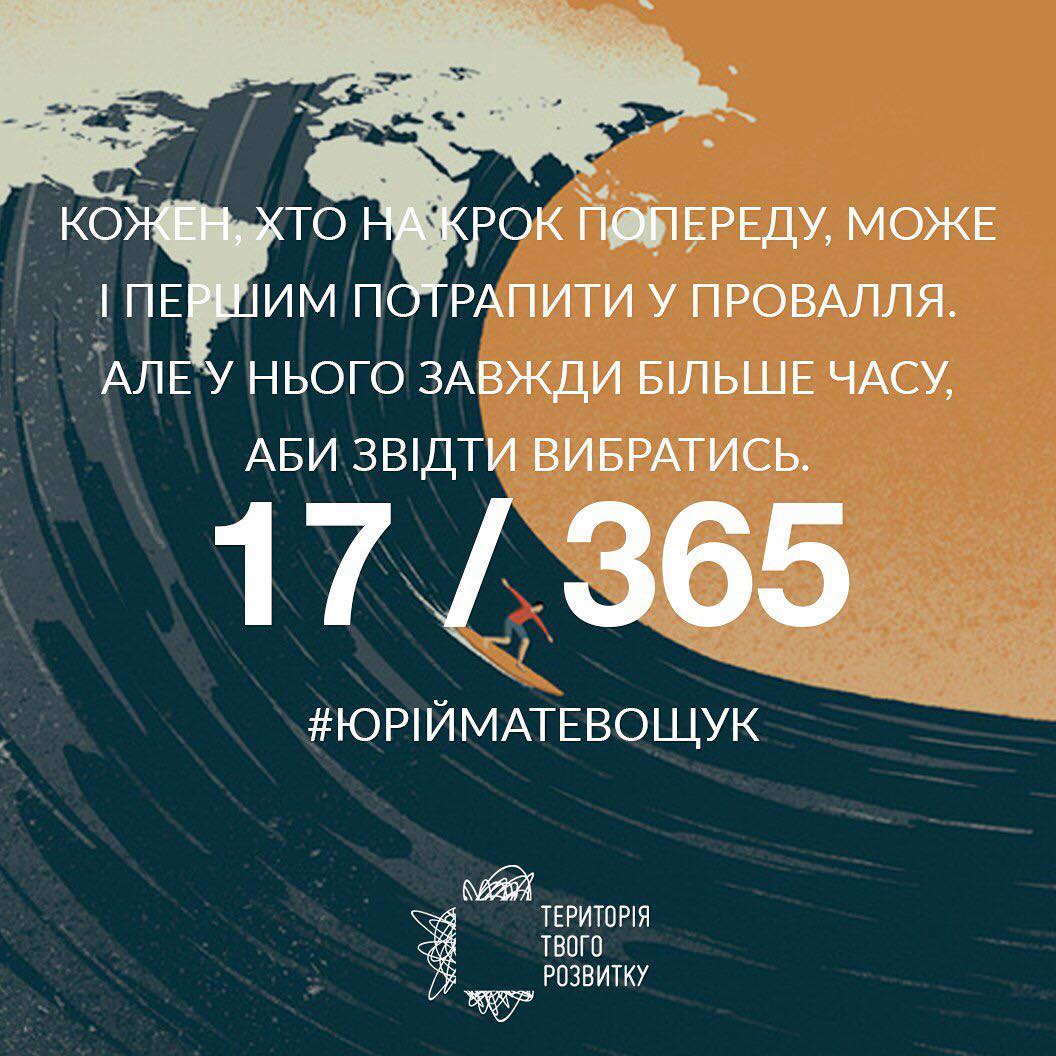 КОЖЕН, ХТО НА КРОК ПОПЕРЕДУ, МОЖЕ
І ПЕРШИМ ПОТРАПИТИ У ПРОВАЛЛЯ.
АЛЕ У НЬОГО ЗАВЖДИ БІЛЬШЕ ЧАСУ,
АБИ ЗВІДТИ ВИБРАТИСЬ.
17 / 365
#ЮРІЙМАТЕВОЩУК
ТЕРИТОРІЯ
ТВОГО
РОЗВИТКУ